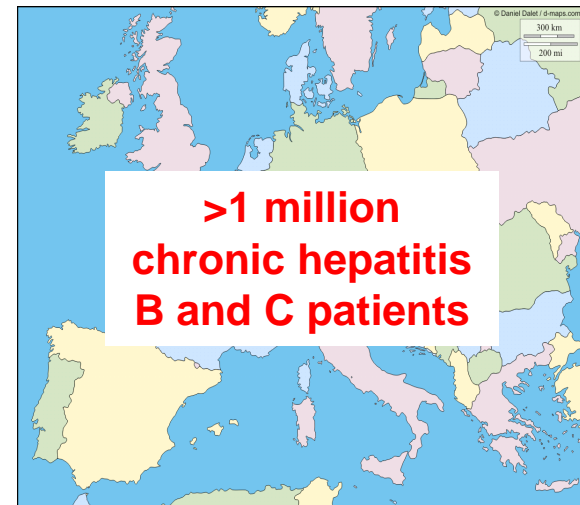 © Daniel Dalet / d-maps.com
300 km
200 mi
>1 million
chronic hepatitis
B and C patients